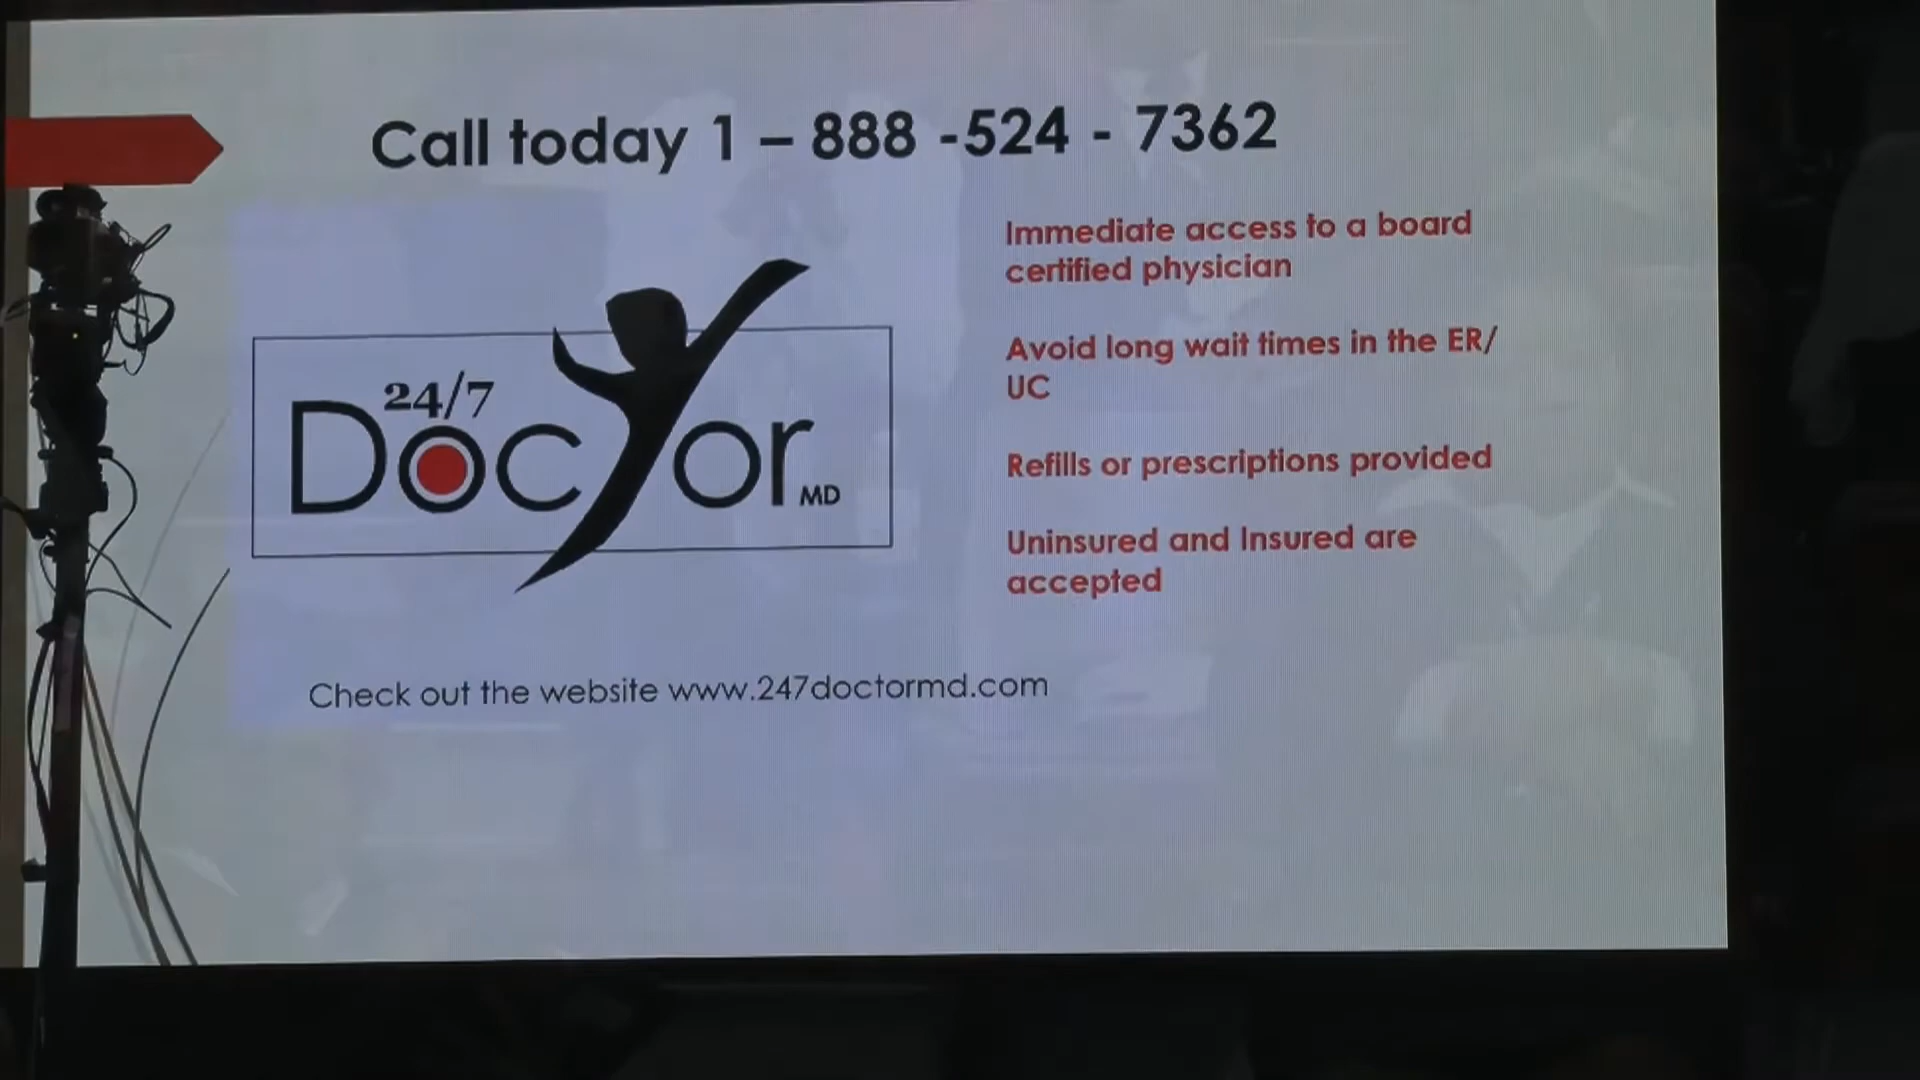 Call today 1 – 888 -524 - 7362
Immediate access to a board
certified physician
Avoid long wait times in the ER/
UC
Refills or prescriptions provided
Uninsured and Insured are
accepted
24/7
Doctor MD
Check out the website www.247doctormd.com